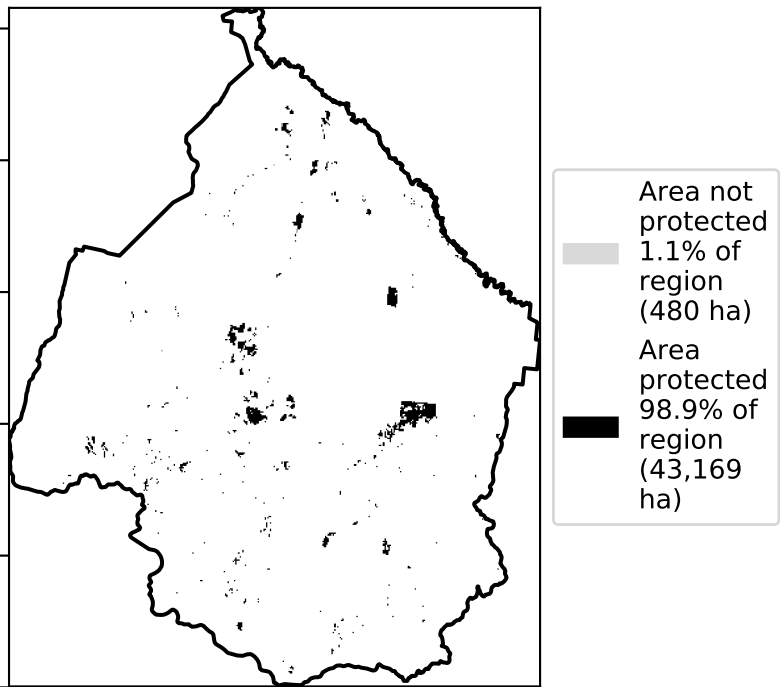 Area not
protected
1.1% of
region
(480 ha)
Area
protected
98.9% of
region
(43,169
ha)